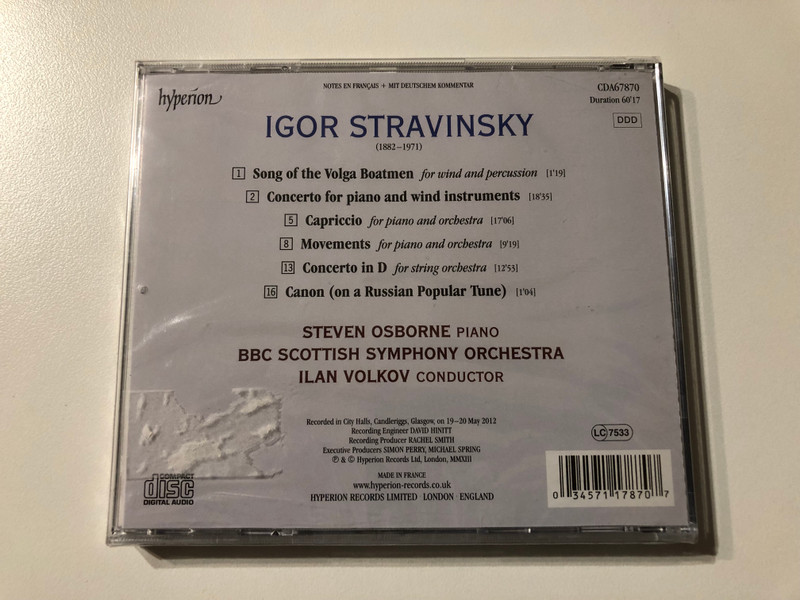 NOTES EN FRANÇAIS + MIT DEUTSCHEM KOMMENTAR
hyperion
CDA67870
Duration 60'17
DDD
IGOR STRAVINSKY
(1882–1971)
1 Song of the Volga Boatmen for wind and percussion [1'19]
2 Concerto for piano and wind instruments [18'55]
5 Capriccio for piano and orchestra [17'06]
8 Movements for piano and orchestra [9'19]
13 Concerto in D for string orchestra [12'53]
16 Canon (on a Russian Popular Tune) [1'04]
STEVEN OSBORNE PIANO
BBC SCOTTISH SYMPHONY ORCHESTRA
ILAN VOLKOV CONDUCTOR
Recorded in City Halls, Candleriggs, Glasgow, on 19–20 May 2012
Recording Engineer DAVID HINITT
Recording Producer RACHEL SMITH
Executive Producers SIMON PERRY, MICHAEL SPRING
℗ & © Hyperion Records Ltd, London, MMXIII
MADE IN FRANCE
www.hyperion-records.co.uk
HYPERION RECORDS LIMITED · LONDON · ENGLAND
COMPACT
disc
DIGITAL AUDIO
LC 7533
0 34571 17870 7